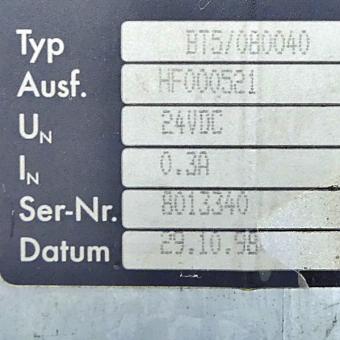 Typ BT5/080040
Ausf. HF000521
UN 24VDC
IN 0.3A
Ser-Nr. 8013340
Datum 29.10.98